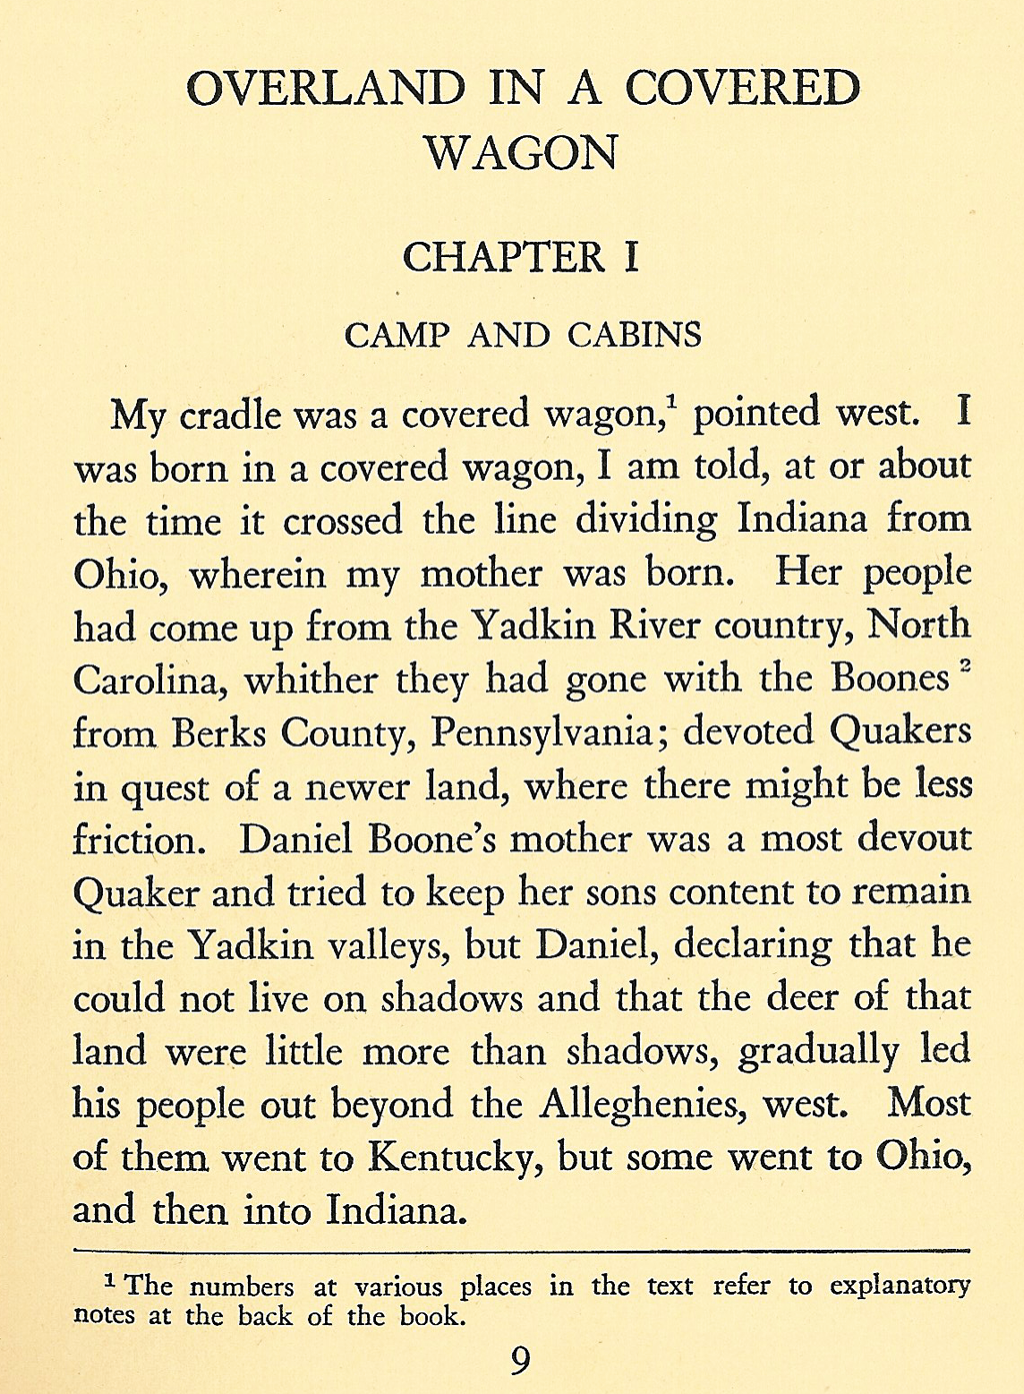 OVERLAND IN A COVERED
WAGON
CHAPTER I
CAMP AND CABINS
My cradle was a covered wagon,¹ pointed west. I
was born in a covered wagon, I am told, at or about
the time it crossed the line dividing Indiana from
Ohio, wherein my mother was born. Her people
had come up from the Yadkin River country, North
Carolina, whither they had gone with the Boones ²
from Berks County, Pennsylvania; devoted Quakers
in quest of a newer land, where there might be less
friction. Daniel Boone's mother was a most devout
Quaker and tried to keep her sons content to remain
in the Yadkin valleys, but Daniel, declaring that he
could not live on shadows and that the deer of that
land were little more than shadows, gradually led
his people out beyond the Alleghenies, west. Most
of them went to Kentucky, but some went to Ohio,
and then into Indiana.
¹ The numbers at various places in the text refer to explanatory
notes at the back of the book.
9